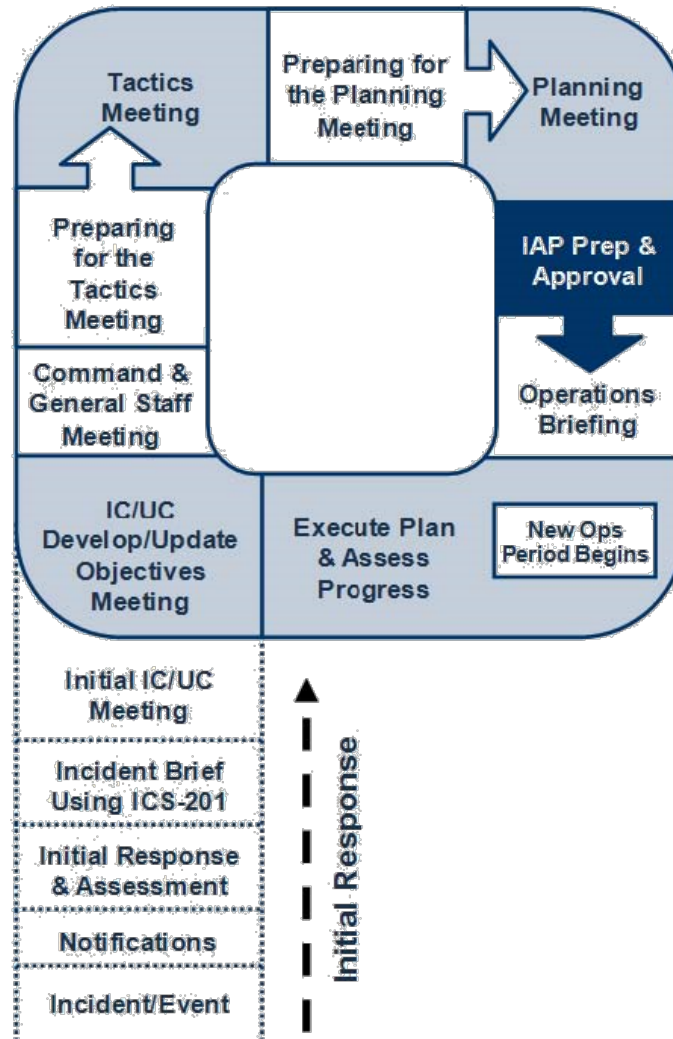 Tactics
Meeting
Preparing for
the Planning
Meeting
Planning
Meeting
Preparing
for the
Tactics
Meeting
IAP Prep &
Approval
Command &
General Staff
Meeting
Operations
Briefing
IC/UC
Develop/Update
Objectives
Meeting
Execute Plan
& Assess
Progress
New Ops
Period Begins
Initial IC/UC
Meeting
Incident Brief
Using ICS-201
Initial Response
& Assessment
Notifications
Incident/Event
Initial Response